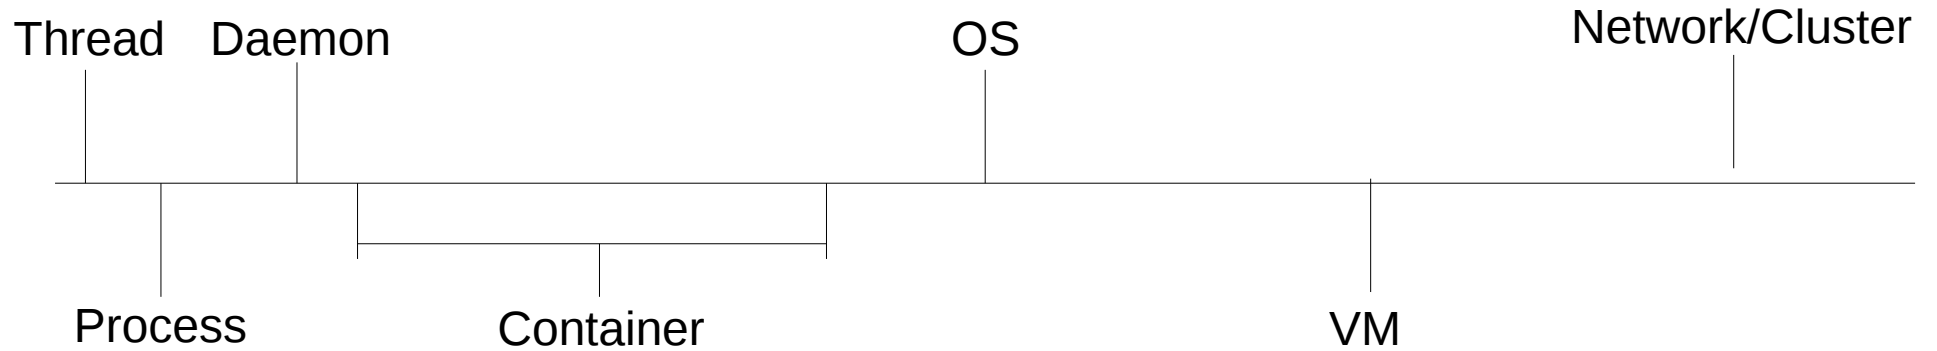 Thread
Daemon
OS
Network/Cluster
Process
Container
VM